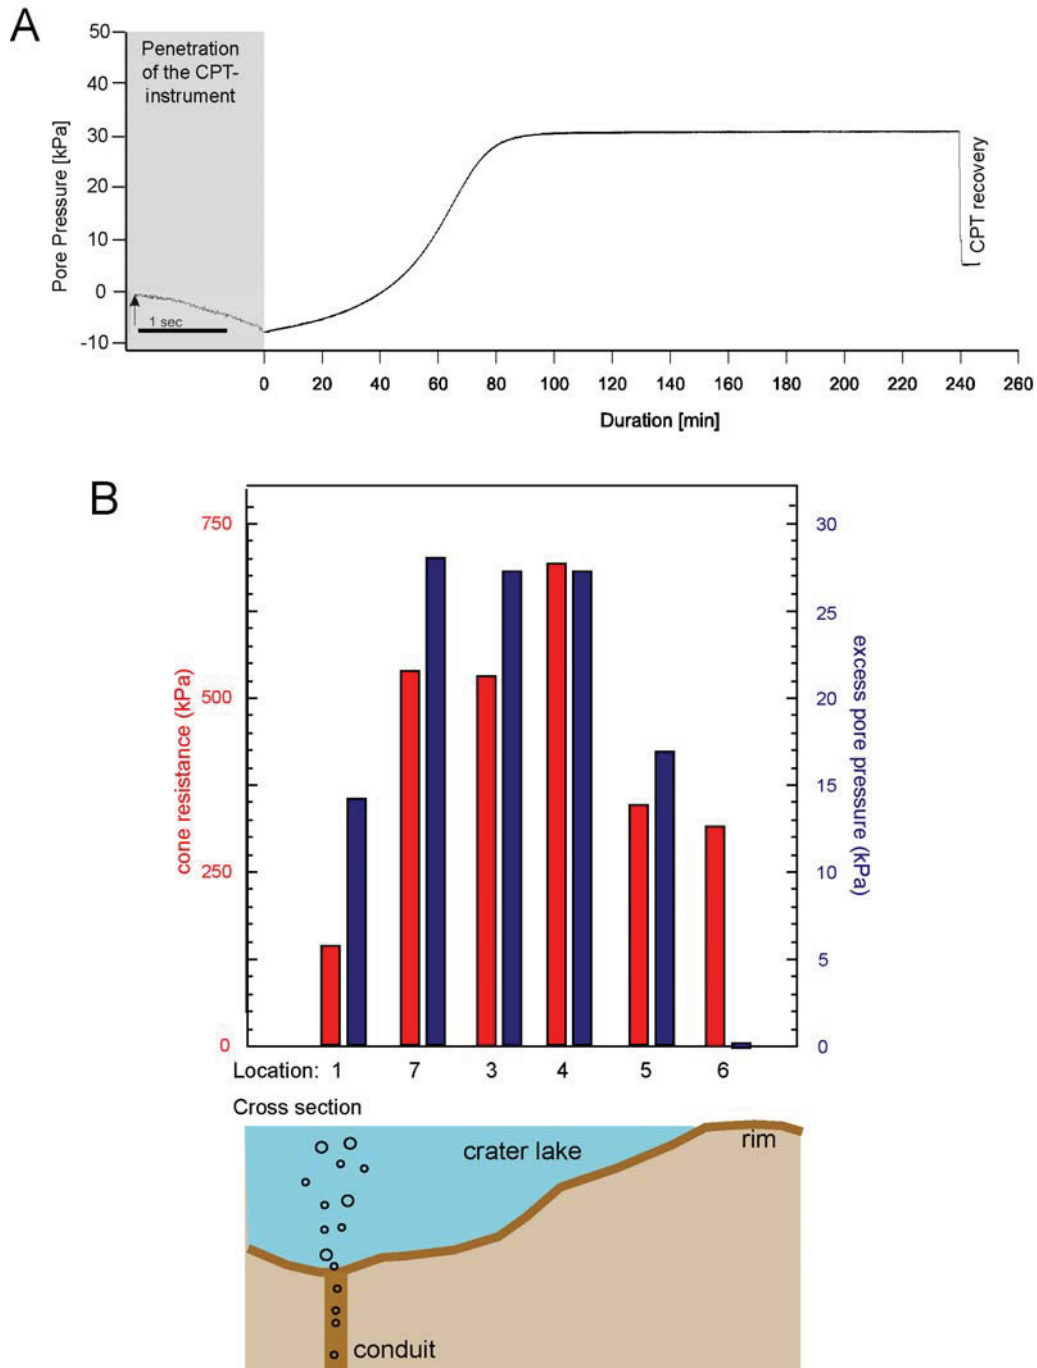 A
Penetration
of the CPT-
instrument
Pore Pressure [kPa]
50
40
30
20
10
0
-10
1 sec
CPT recovery
0 20 40 60 80 100 120 140 160 180 200 220 240 260
Duration [min]
B
cone resistance (kPa)
750
500
250
0
30
25
20
15
10
5
0
excess pore pressure (kPa)
Location: 1 7 3 4 5 6
Cross section
crater lake
rim
conduit